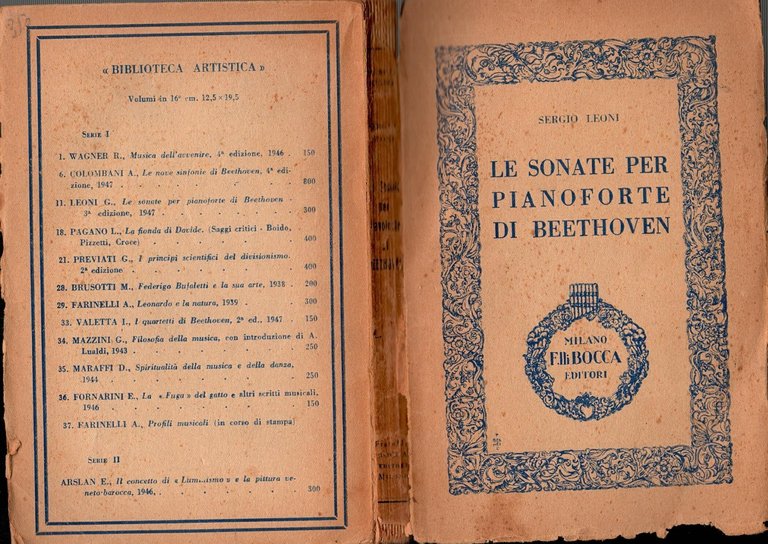 « BIBLIOTECA ARTISTICA »
Volumi in 16° cm. 12,5 × 19,5
SERIE I
1. WAGNER R., Musica dell'avvenire, 4ª edizione, 1946 . 150
6. COLOMBANI A., Le nove sinfonie di Beethoven, 4ª edi-
zione, 1947 . . . . . . . . 800
11. LEONI G., Le sonate per pianoforte di Beethoven
3ª edizione, 1947 . . . . . . . 300
18. PAGANO L., La fionda di Davide. (Saggi critici - Boido,
Pizzetti, Croce) . . . . . . . 400
21. PREVIATI G., I principi scientifici del divisionismo.
2ª edizione . . . . . . . . 400
28. BRUSOTTI M., Federigo Bufoletti e la sua arte, 1938 . 200
29. FARINELLI A., Leonardo e la natura, 1939 . . . 300
33. VALETTA I., I quartetti di Beethoven, 2ª ed., 1947 . 150
34. MAZZINI G., Filosofia della musica, con introduzione di A.
Lualdi, 1943 . . . . . . . . 250
35. MARAFFI D., Spiritualità della musica e della danza,
1944 . . . . . . . . . 250
36. FORNARINI E., La « Fuga » del gatto e altri scritti musicali,
1946 . . . . . . . . . 150
37. FARINELLI A., Profili musicali (in corso di stampa)
SERIE II
ARSLAN E., Il concetto di « Luminismo » e la pittura ve-
neto-barocca, 1946, . . . . . . . 300
SERGIO LEONI
LE SONATE PER
PIANOFORTE
DI BEETHOVEN
MILANO
F.lli BOCCA
EDITORI